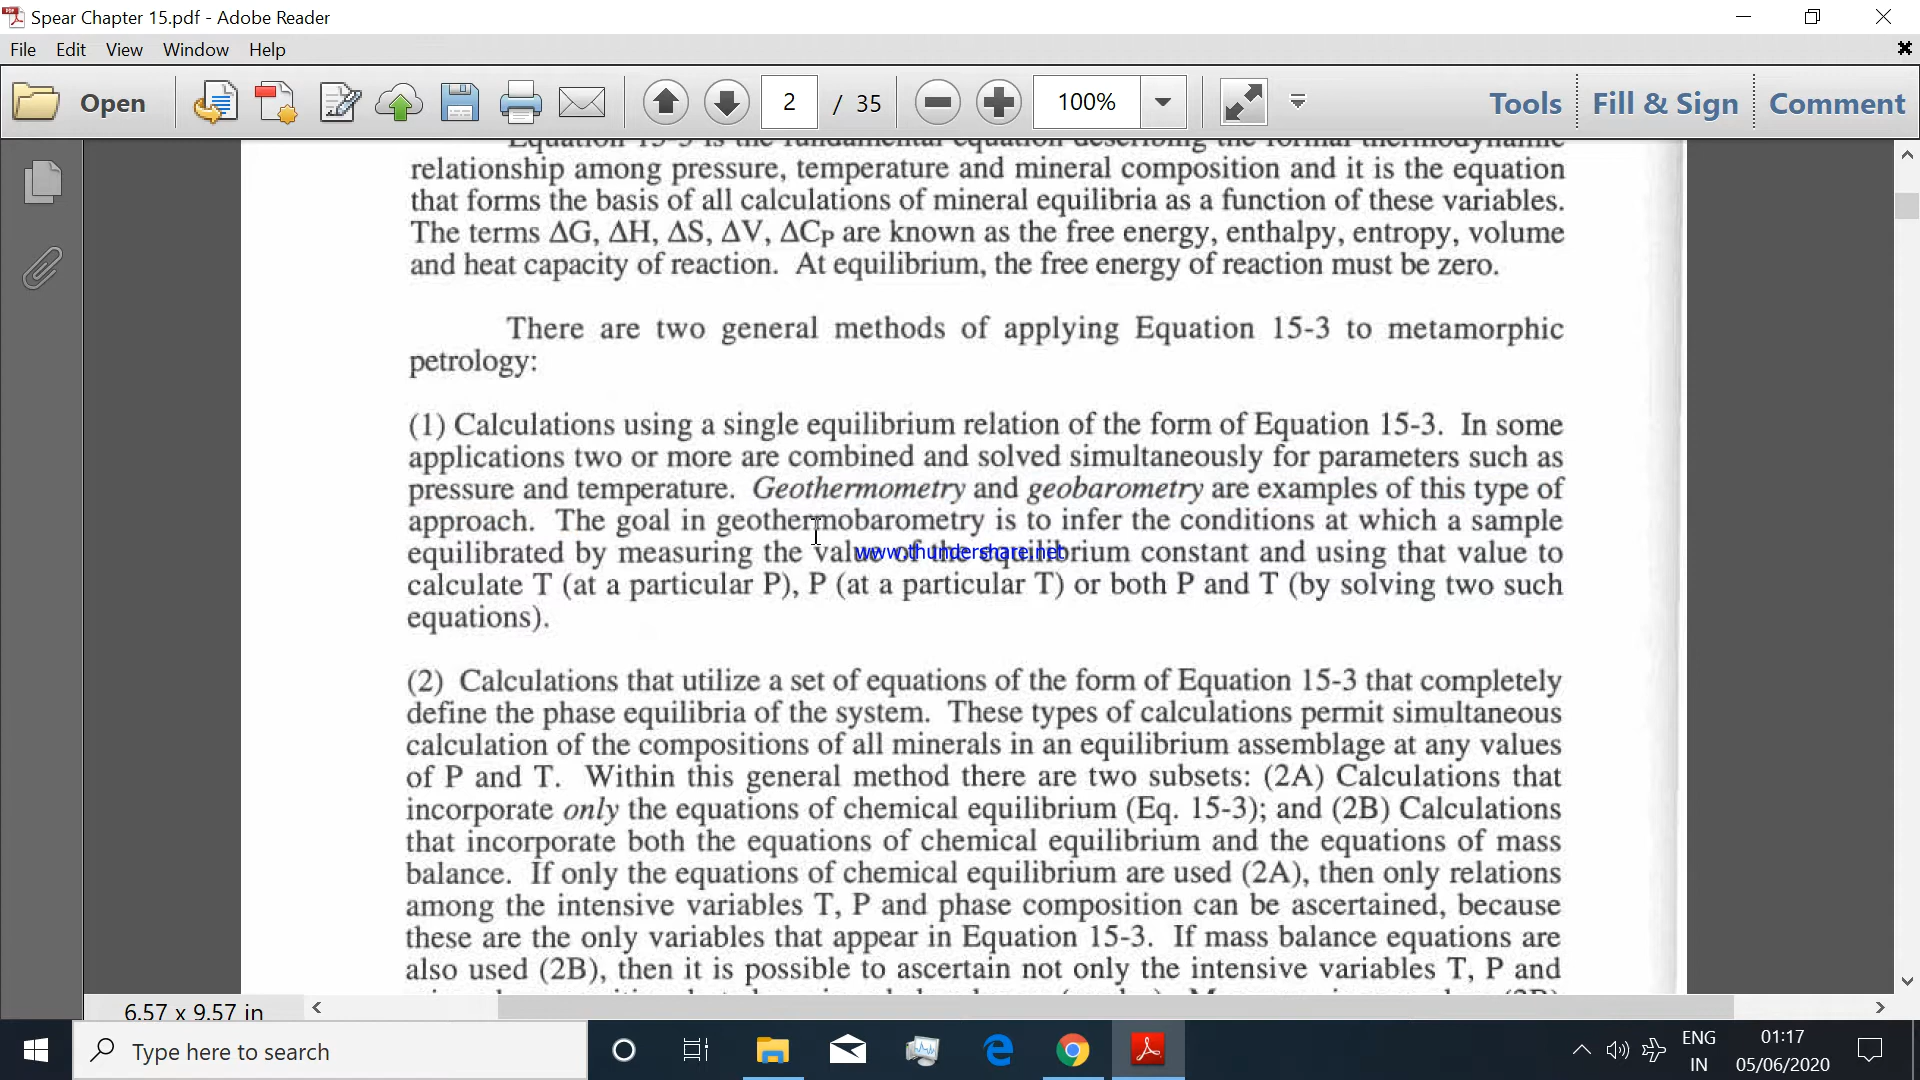 Spear Chapter 15.pdf - Adobe Reader
File Edit View Window Help
Open 2 / 35 100% Tools Fill & Sign Comment
Equation 15-3 is the fundamental equation describing the formal thermodynamic
relationship among pressure, temperature and mineral composition and it is the equation
that forms the basis of all calculations of mineral equilibria as a function of these variables.
The terms ΔG, ΔH, ΔS, ΔV, ΔCP are known as the free energy, enthalpy, entropy, volume
and heat capacity of reaction. At equilibrium, the free energy of reaction must be zero.
There are two general methods of applying Equation 15-3 to metamorphic
petrology:
(1) Calculations using a single equilibrium relation of the form of Equation 15-3. In some
applications two or more are combined and solved simultaneously for parameters such as
pressure and temperature. Geothermometry and geobarometry are examples of this type of
approach. The goal in geothermobarometry is to infer the conditions at which a sample
equilibrated by measuring the value of the equilibrium constant and using that value to
www.thundershare.net
calculate T (at a particular P), P (at a particular T) or both P and T (by solving two such
equations).
(2) Calculations that utilize a set of equations of the form of Equation 15-3 that completely
define the phase equilibria of the system. These types of calculations permit simultaneous
calculation of the compositions of all minerals in an equilibrium assemblage at any values
of P and T. Within this general method there are two subsets: (2A) Calculations that
incorporate only the equations of chemical equilibrium (Eq. 15-3); and (2B) Calculations
that incorporate both the equations of chemical equilibrium and the equations of mass
balance. If only the equations of chemical equilibrium are used (2A), then only relations
among the intensive variables T, P and phase composition can be ascertained, because
these are the only variables that appear in Equation 15-3. If mass balance equations are
also used (2B), then it is possible to ascertain not only the intensive variables T, P and
6.57 x 9.57 in
Type here to search
ENG 01:17
IN 05/06/2020